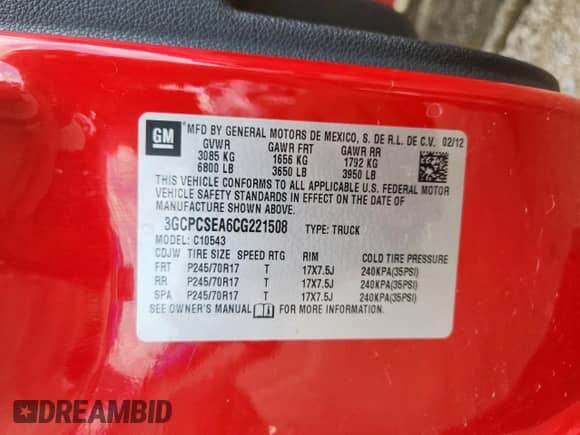 GM
MFD BY GENERAL MOTORS DE MEXICO, S. DE R.L. DE C.V. 02/12
GVWR GAWR FRT GAWR RR
3085 KG 1656 KG 1792 KG
6800 LB 3650 LB 3950 LB
THIS VEHICLE CONFORMS TO ALL APPLICABLE U.S. FEDERAL MOTOR
VEHICLE SAFETY STANDARDS IN EFFECT ON THE DATE OF
MANUFACTURE SHOWN ABOVE.
3GCPCSEA6CG221508 TYPE: TRUCK
MODEL: C10543
CDJW TIRE SIZE SPEED RTG RIM COLD TIRE PRESSURE
FRT P245/70R17 T 17X7.5J 240KPA(35PSI)
RR P245/70R17 T 17X7.5J 240KPA(35PSI)
SPA P245/70R17 T 17X7.5J 240KPA(35PSI)
SEE OWNER'S MANUAL FOR MORE INFORMATION.
DREAMBID